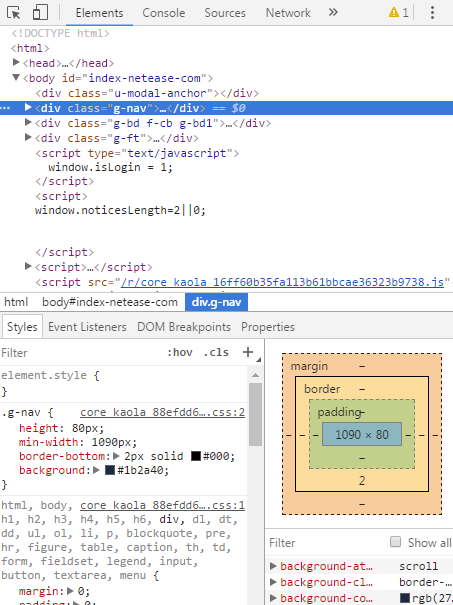 Elements Console Sources Network » 1
<!DOCTYPE html>
<html>
<head>…</head>
<body id="index-netease-com">
<div class="u-modal-anchor"></div>
… <div class="g-nav">…</div> == $0
<div class="g-bd f-cb g-bd1">…</div>
<div class="g-ft">…</div>
<script type="text/javascript">
window.isLogin = 1;
</script>
<script>
window.noticesLength=2||0;
</script>
<script>…</script>
<script src="/r/core_kaola_16ff60b35fa113b61bbcae36323b9738.js"
html body#index-netease-com div.g-nav
Styles Event Listeners DOM Breakpoints Properties
Filter :hov .cls +
element.style {
}
.g-nav { core_kaola_88efdd6….css:2
height: 80px;
min-width: 1090px;
border-bottom: 2px solid #000;
background: #1b2a40;
}
html, body, core_kaola_88efdd6….css:1
h1, h2, h3, h4, h5, h6, div, dl, dt,
dd, ul, ol, li, p, blockquote, pre,
hr, figure, table, caption, th, td,
form, fieldset, legend, input,
button, textarea, menu {
margin: 0;
padding: 0;
margin –
border –
padding –
– – – 1090 × 80 – – –
–
2
–
Filter Show all
background-at… scroll
background-cl… border-…
background-co… rgb(27,